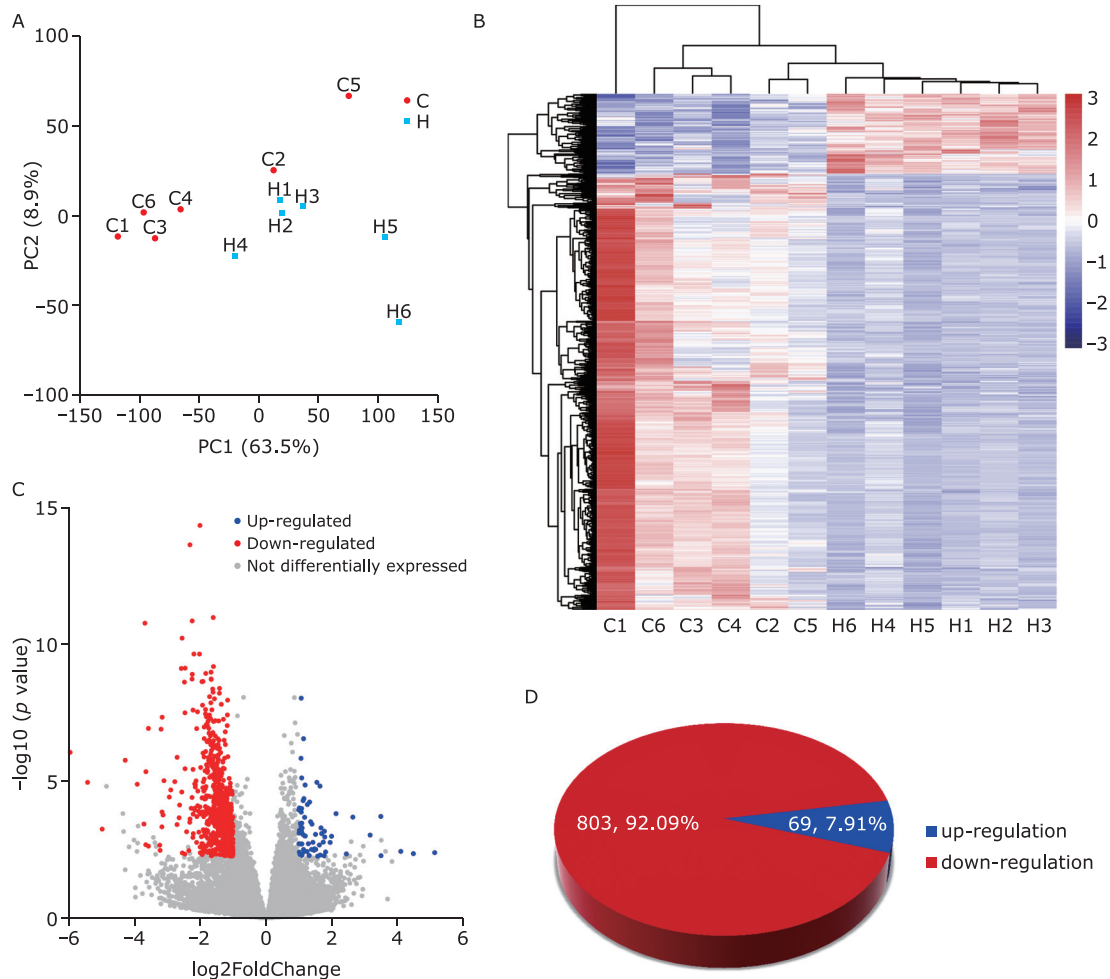 A
100
50
0
−50
−100
PC2 (8.9%)
−150
−100
−50
0
50
100
150
PC1 (63.5%)
C5
C
H
C2
H1
H3
H2
C6
C4
C1
C3
H4
H5
H6
B
3
2
1
0
−1
−2
−3
C1 C6 C3 C4 C2 C5 H6 H4 H5 H1 H2 H3
C
15
10
5
0
−log10 (p value)
Up-regulated
Down-regulated
Not differentially expressed
−6 −4 −2 0 2 4 6
log2FoldChange
D
803, 92.09%
69, 7.91%
up-regulation
down-regulation